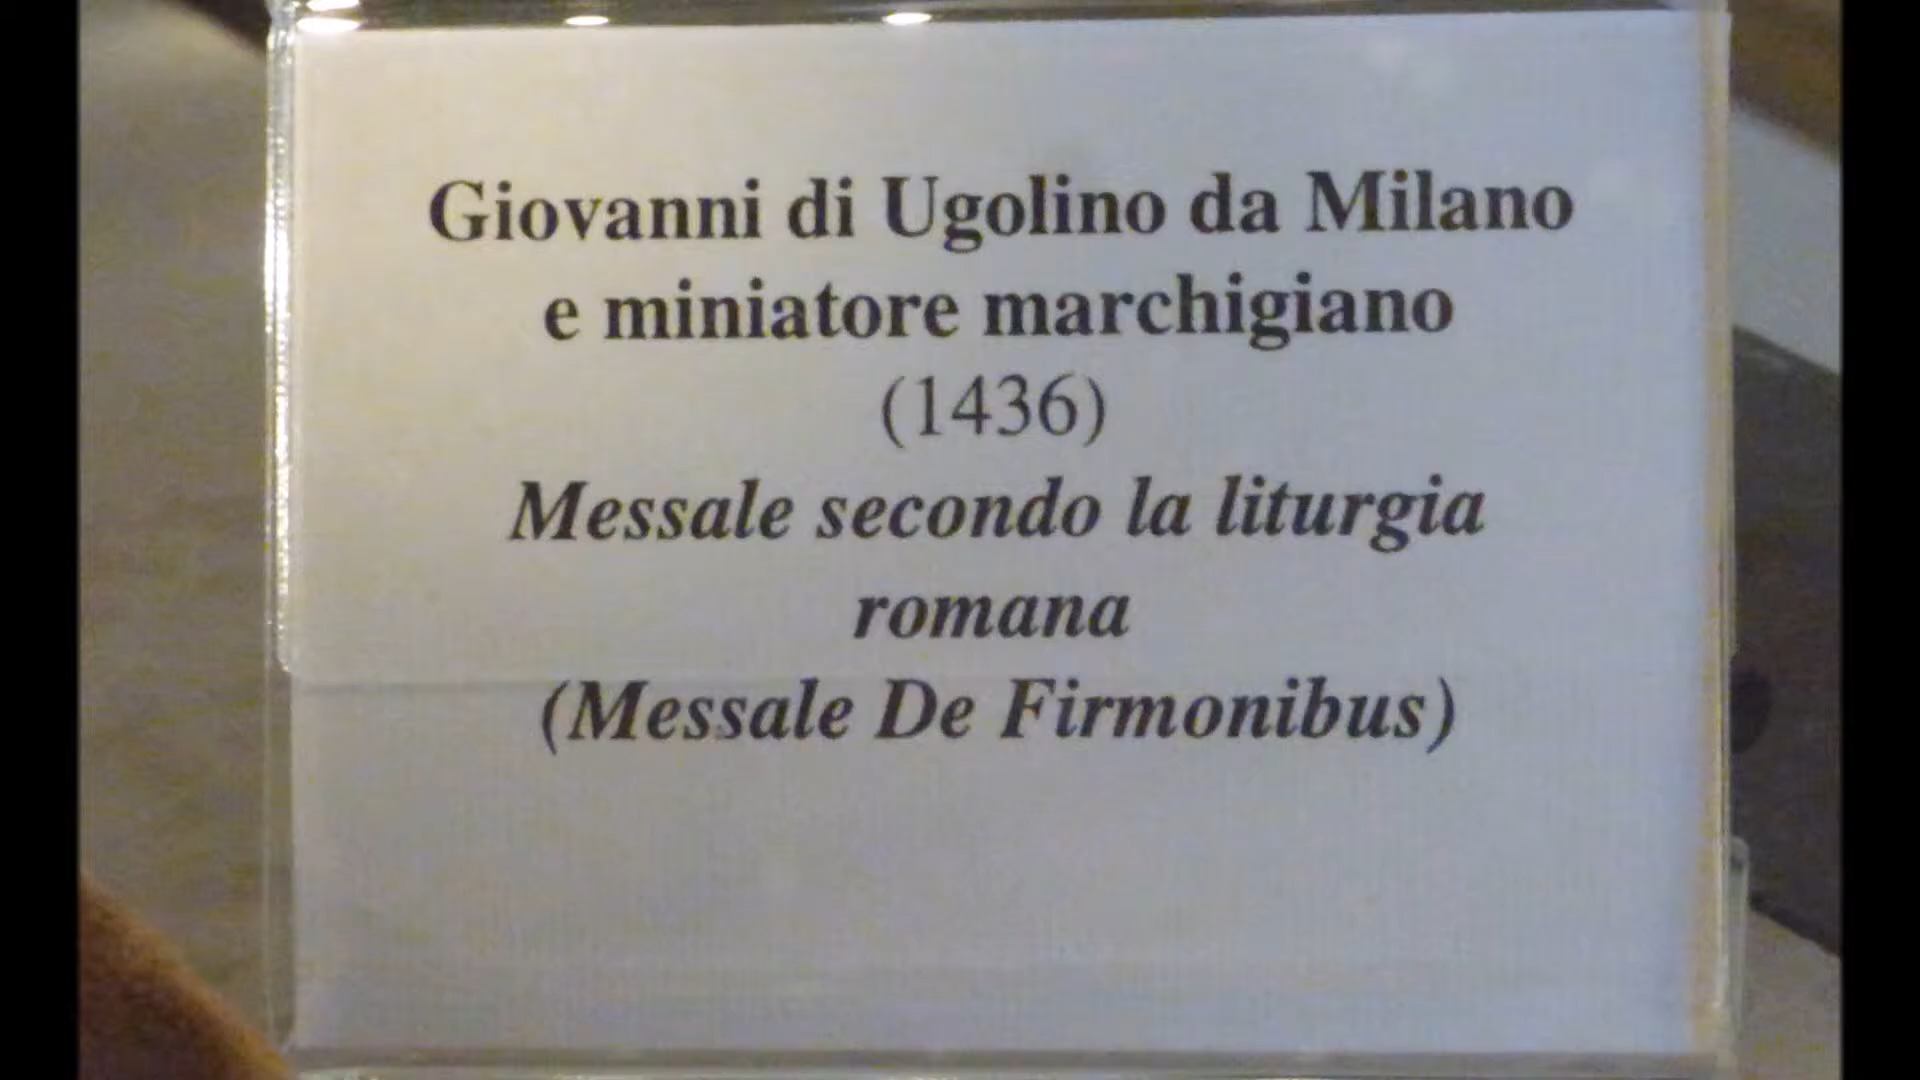 Giovanni di Ugolino da Milano
e miniatore marchigiano
(1436)
Messale secondo la liturgia
romana
(Messale De Firmonibus)